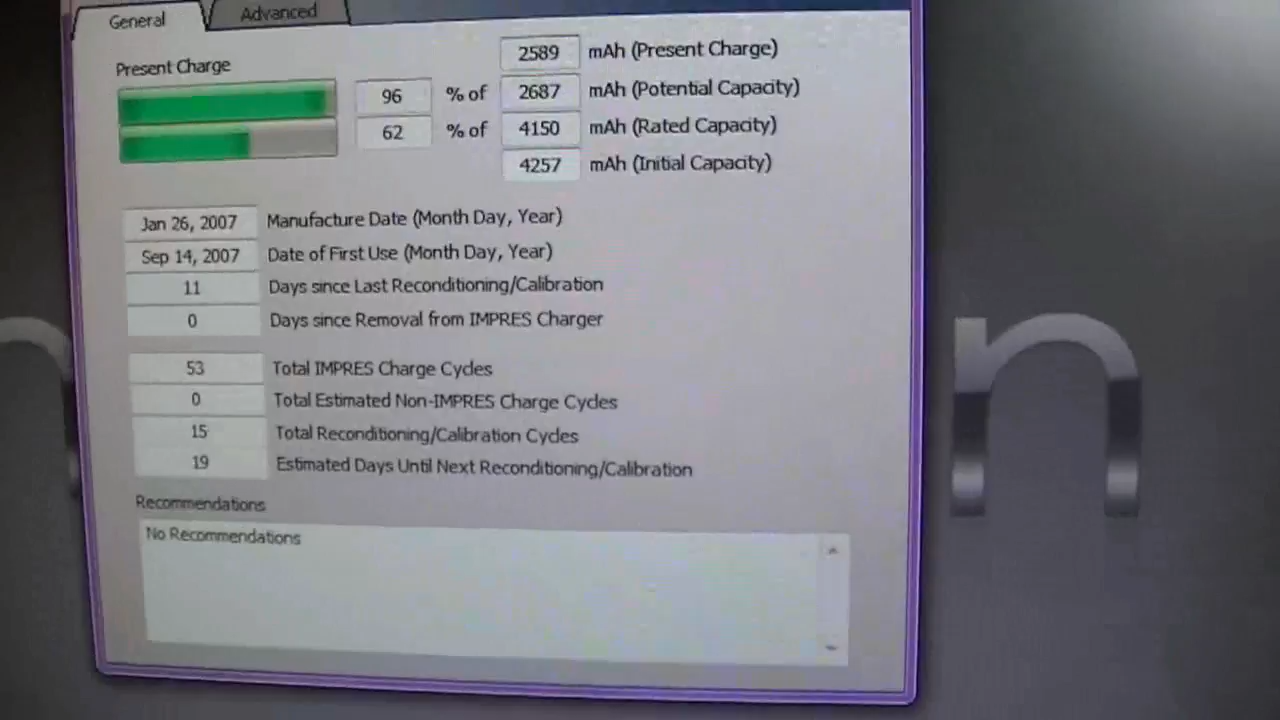 General
Advanced
Present Charge
2589 mAh (Present Charge)
96 % of 2687 mAh (Potential Capacity)
62 % of 4150 mAh (Rated Capacity)
4257 mAh (Initial Capacity)
Jan 26, 2007 Manufacture Date (Month Day, Year)
Sep 14, 2007 Date of First Use (Month Day, Year)
11 Days since Last Reconditioning/Calibration
0 Days since Removal from IMPRES Charger
53 Total IMPRES Charge Cycles
0 Total Estimated Non-IMPRES Charge Cycles
15 Total Reconditioning/Calibration Cycles
19 Estimated Days Until Next Reconditioning/Calibration
Recommendations
No Recommendations
n